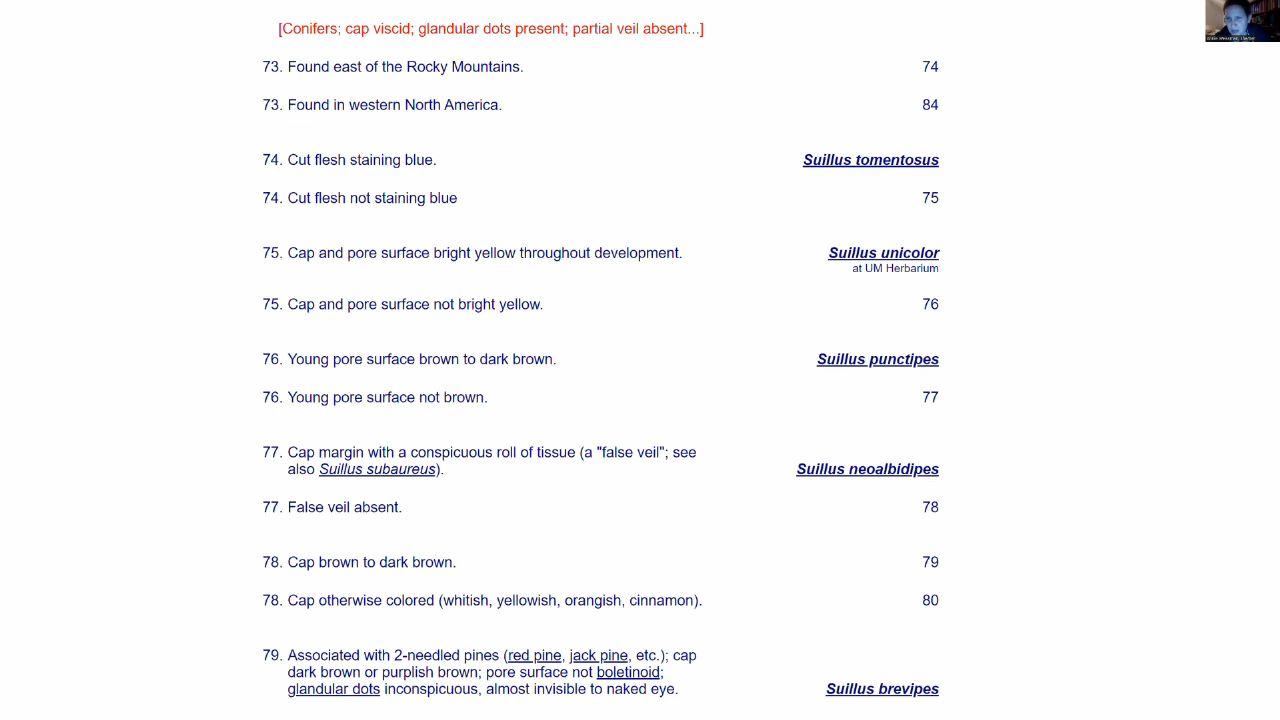 [Conifers; cap viscid; glandular dots present; partial veil absent...]
73. Found east of the Rocky Mountains. 74
73. Found in western North America. 84
74. Cut flesh staining blue. Suillus tomentosus
74. Cut flesh not staining blue 75
75. Cap and pore surface bright yellow throughout development. Suillus unicolor
at UM Herbarium
75. Cap and pore surface not bright yellow. 76
76. Young pore surface brown to dark brown. Suillus punctipes
76. Young pore surface not brown. 77
77. Cap margin with a conspicuous roll of tissue (a "false veil"; see
also Suillus subaureus). Suillus neoalbidipes
77. False veil absent. 78
78. Cap brown to dark brown. 79
78. Cap otherwise colored (whitish, yellowish, orangish, cinnamon). 80
79. Associated with 2-needled pines (red pine, jack pine, etc.); cap
dark brown or purplish brown; pore surface not boletinoid;
glandular dots inconspicuous, almost invisible to naked eye. Suillus brevipes